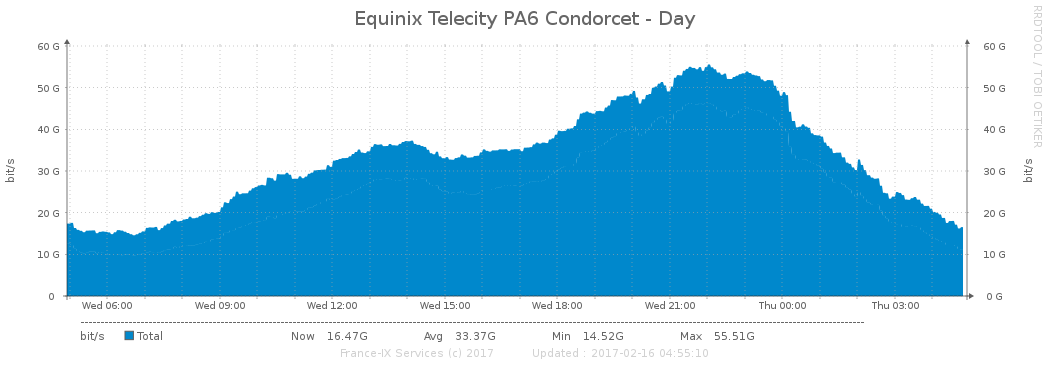 Equinix Telecity PA6 Condorcet - Day
RRDTOOL / TOBI OETIKER
60 G 60 G
50 G 50 G
40 G 40 G
30 G 30 G
20 G 20 G
10 G 10 G
0 0 G
bit/s bit/s
Wed 06:00 Wed 09:00 Wed 12:00 Wed 15:00 Wed 18:00 Wed 21:00 Thu 00:00 Thu 03:00
bit/s Total Now 16.47G Avg 33.37G Min 14.52G Max 55.51G
France-IX Services (c) 2017 Updated : 2017-02-16 04:55:10